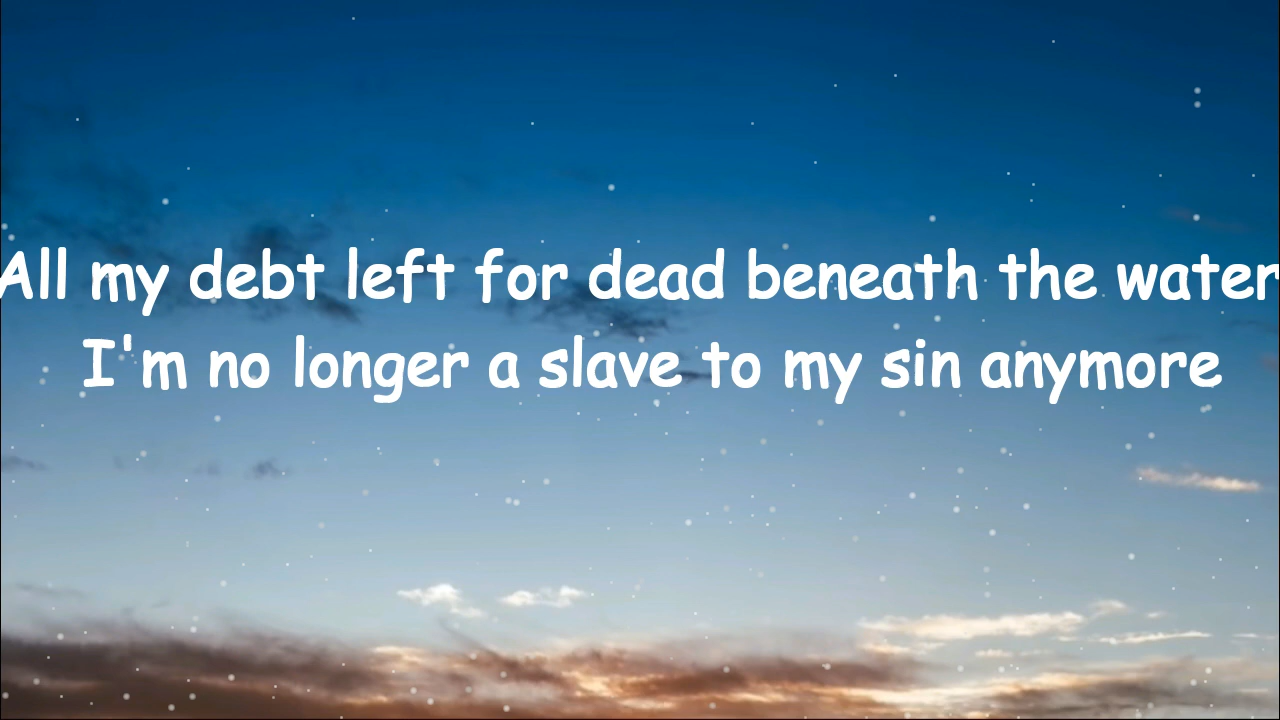 All my debt left for dead beneath the water
I'm no longer a slave to my sin anymore